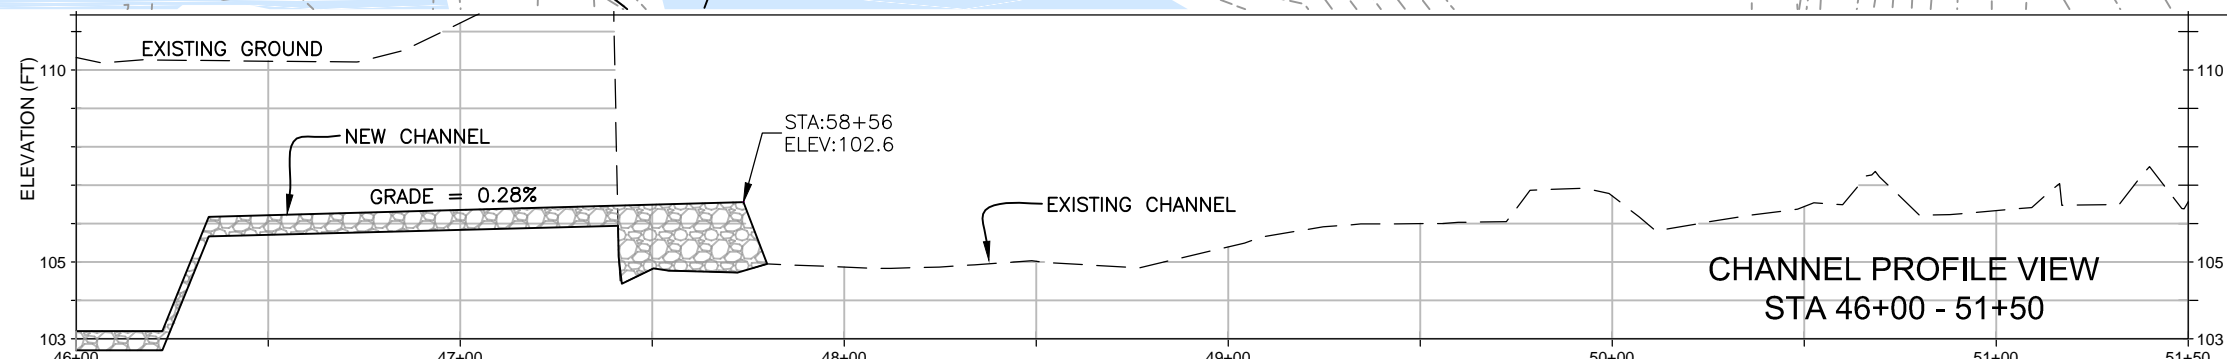 EXISTING GROUND
ELEVATION (FT)
110
110
NEW CHANNEL
STA:58+56
ELEV:102.6
GRADE = 0.28%
EXISTING CHANNEL
105
105
CHANNEL PROFILE VIEW
STA 46+00 - 51+50
103
103
46+00
47+00
48+00
49+00
50+00
51+00
51+50